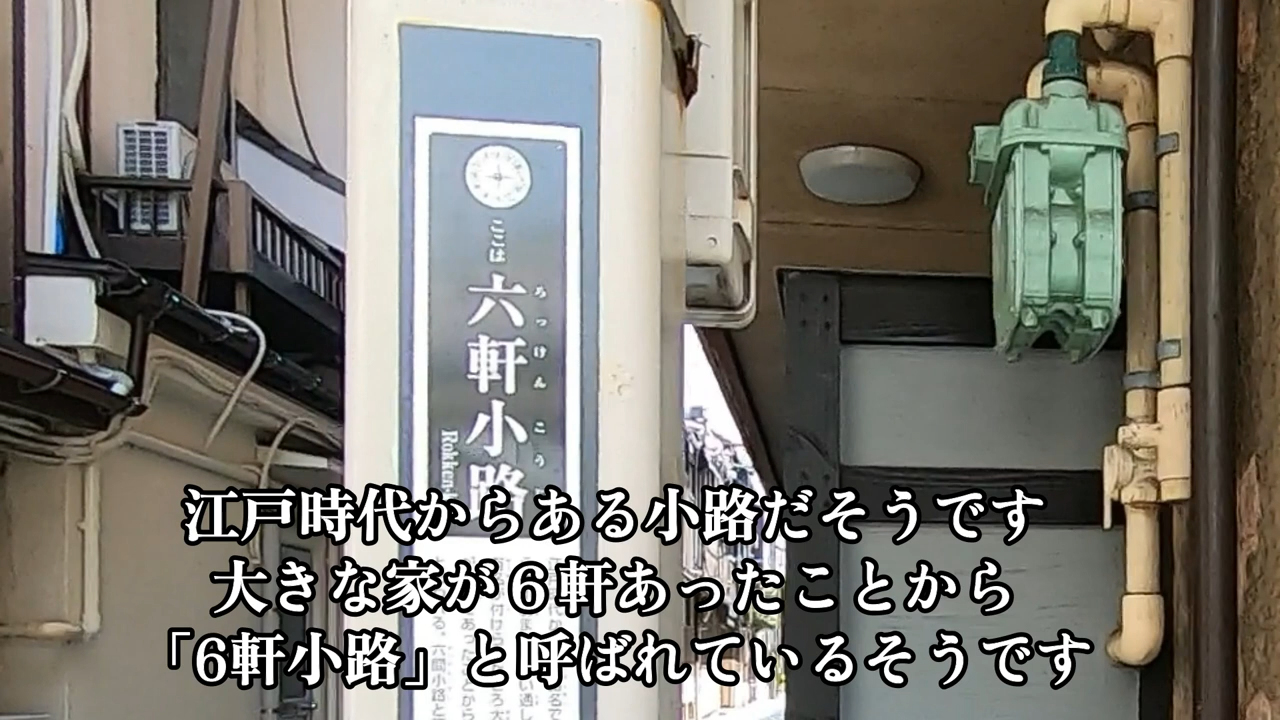 ここは
六軒小路
ろっけんこう
Rokken
江戸時代からある小路だそうです
大きな家が６軒あったことから
「6軒小路」と呼ばれているそうです